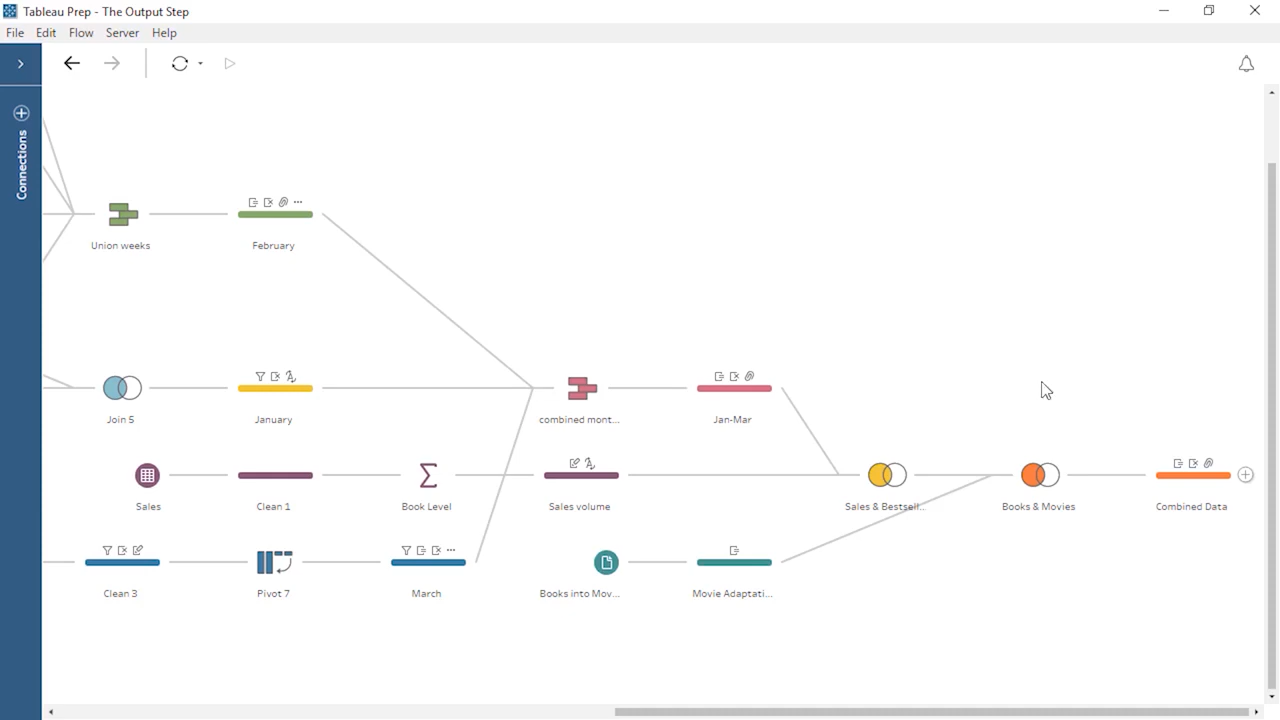 Tableau Prep - The Output Step
File Edit Flow Server Help
Connections
Union weeks
February
Join 5
January
combined mont...
Jan-Mar
Sales
Clean 1
Book Level
Sales volume
Sales & Bestsell...
Books & Movies
Combined Data
Clean 3
Pivot 7
March
Books into Mov...
Movie Adaptati...